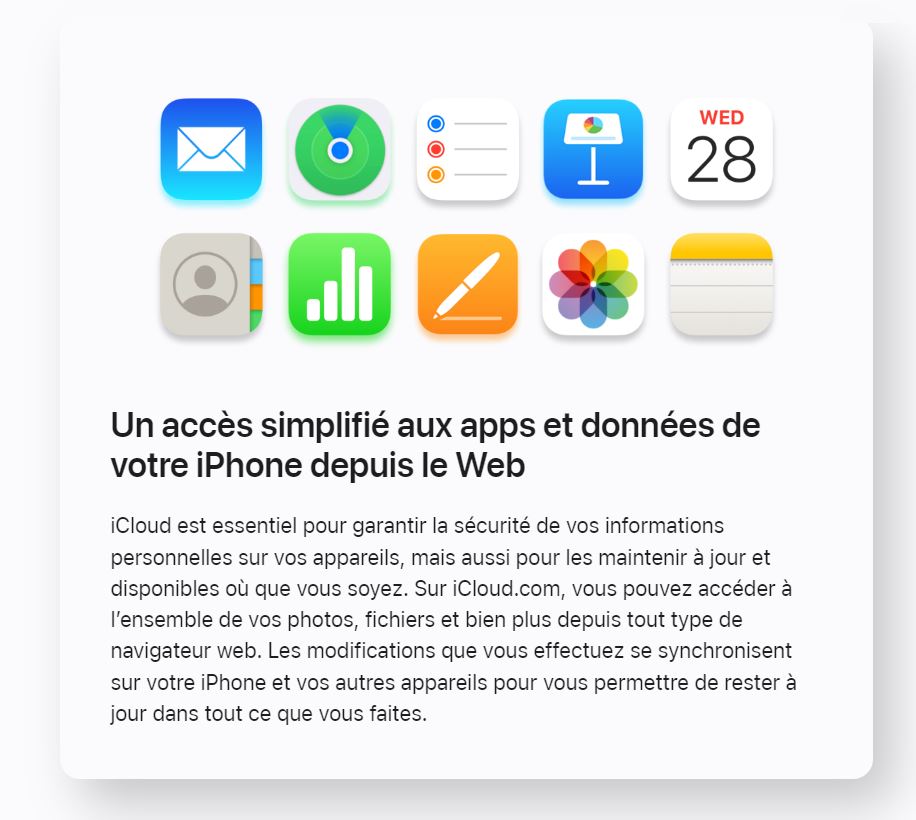 WED
28
Un accès simplifié aux apps et données de
votre iPhone depuis le Web
iCloud est essentiel pour garantir la sécurité de vos informations
personnelles sur vos appareils, mais aussi pour les maintenir à jour et
disponibles où que vous soyez. Sur iCloud.com, vous pouvez accéder à
l’ensemble de vos photos, fichiers et bien plus depuis tout type de
navigateur web. Les modifications que vous effectuez se synchronisent
sur votre iPhone et vos autres appareils pour vous permettre de rester à
jour dans tout ce que vous faites.